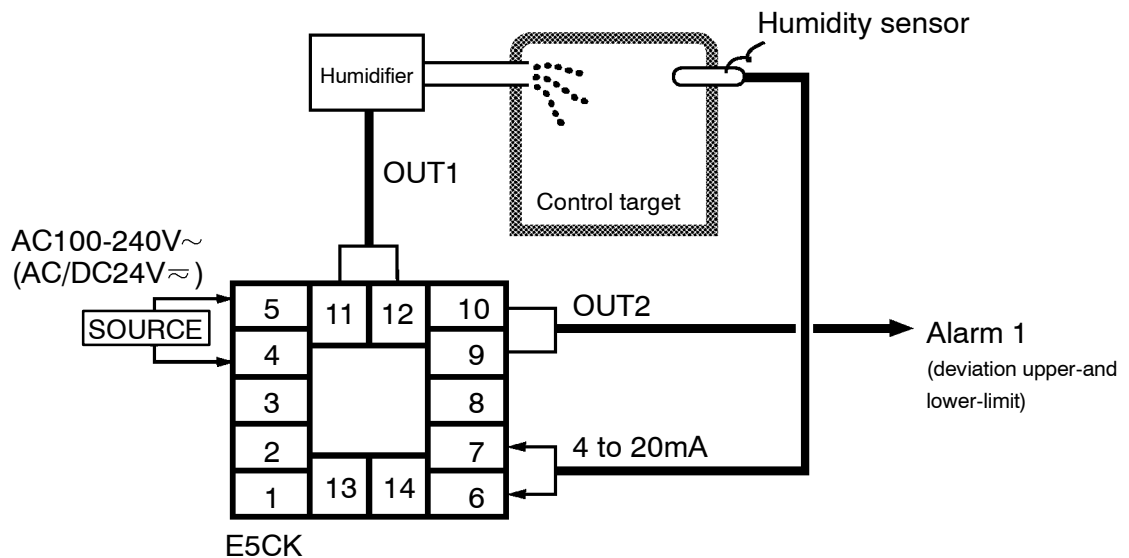 Humidity sensor
Humidifier
OUT1
Control target
AC100-240V~
(AC/DC24V≂)
SOURCE
5 11 12 10
OUT2
4 9
Alarm 1
(deviation upper-and
lower-limit)
3 8
2 7
4 to 20mA
13 14
1 6
E5CK